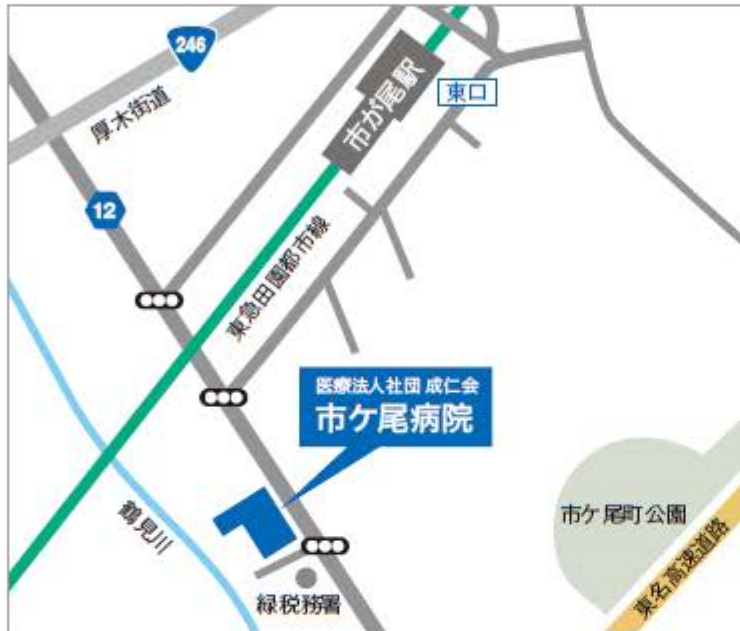 246
厚木街道
市が尾駅
東口
12
東急田園都市線
医療法人社団 成仁会
市ケ尾病院
鶴見川
市ケ尾町公園
東名高速道路
緑税務署